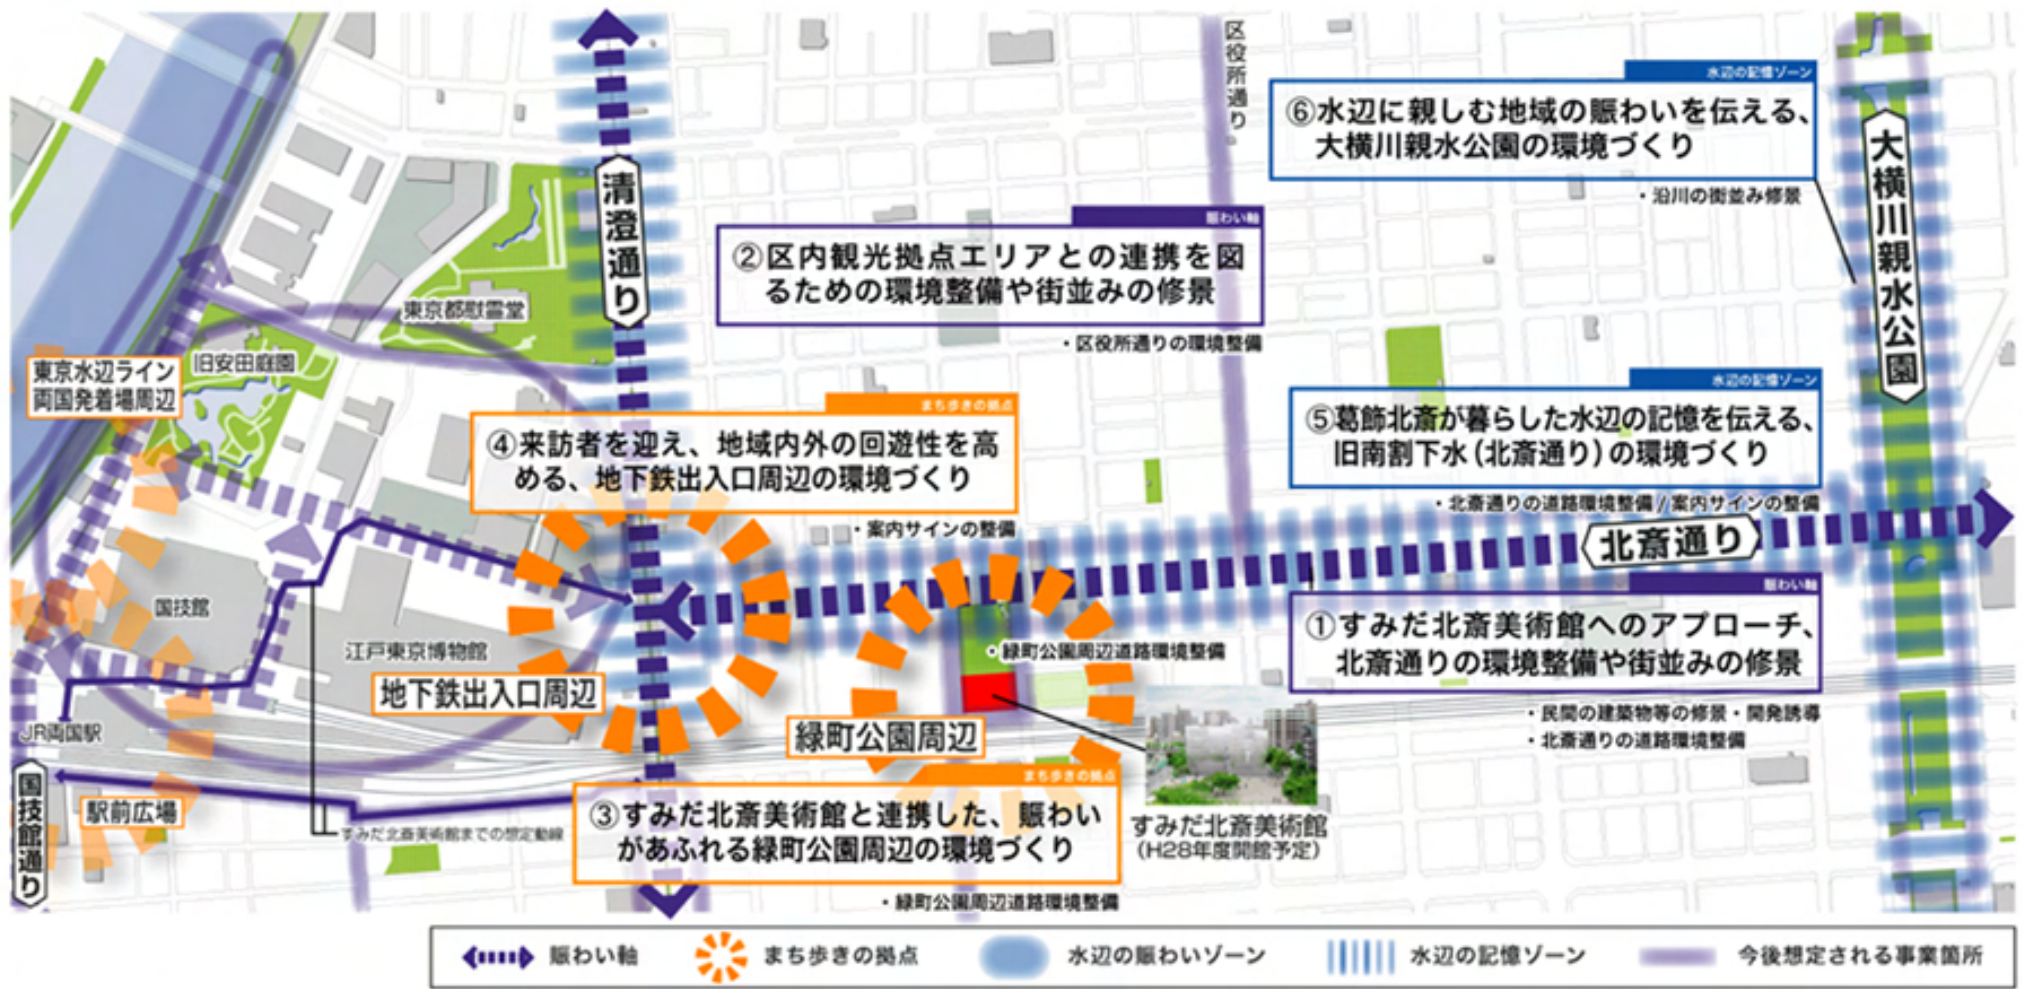 区役所通り
水辺の記憶ゾーン
⑥水辺に親しむ地域の賑わいを伝える、
大横川親水公園の環境づくり
・沿川の街並み修景
大横川親水公園
清澄通り
賑わい軸
②区内観光拠点エリアとの連携を図
るための環境整備や街並みの修景
・区役所通りの環境整備
東京都慰霊堂
旧安田庭園
東京水辺ライン
両国発着場周辺
まち歩きの拠点
④来訪者を迎え、地域内外の回遊性を高
める、地下鉄出入口周辺の環境づくり
・案内サインの整備
水辺の記憶ゾーン
⑤葛飾北斎が暮らした水辺の記憶を伝える、
旧南割下水(北斎通り)の環境づくり
・北斎通りの道路環境整備/案内サインの整備
北斎通り
賑わい軸
①すみだ北斎美術館へのアプローチ、
北斎通りの環境整備や街並みの修景
・民間の建築物等の修景・開発誘導
・北斎通りの道路環境整備
国技館
江戸東京博物館
地下鉄出入口周辺
・緑町公園周辺道路環境整備
緑町公園周辺
JR両国駅
国技館通り
駅前広場
すみだ北斎美術館までの想定動線
まち歩きの拠点
③すみだ北斎美術館と連携した、賑わい
があふれる緑町公園周辺の環境づくり
・緑町公園周辺道路環境整備
すみだ北斎美術館
(H28年度開館予定)
賑わい軸
まち歩きの拠点
水辺の賑わいゾーン
水辺の記憶ゾーン
今後想定される事業箇所